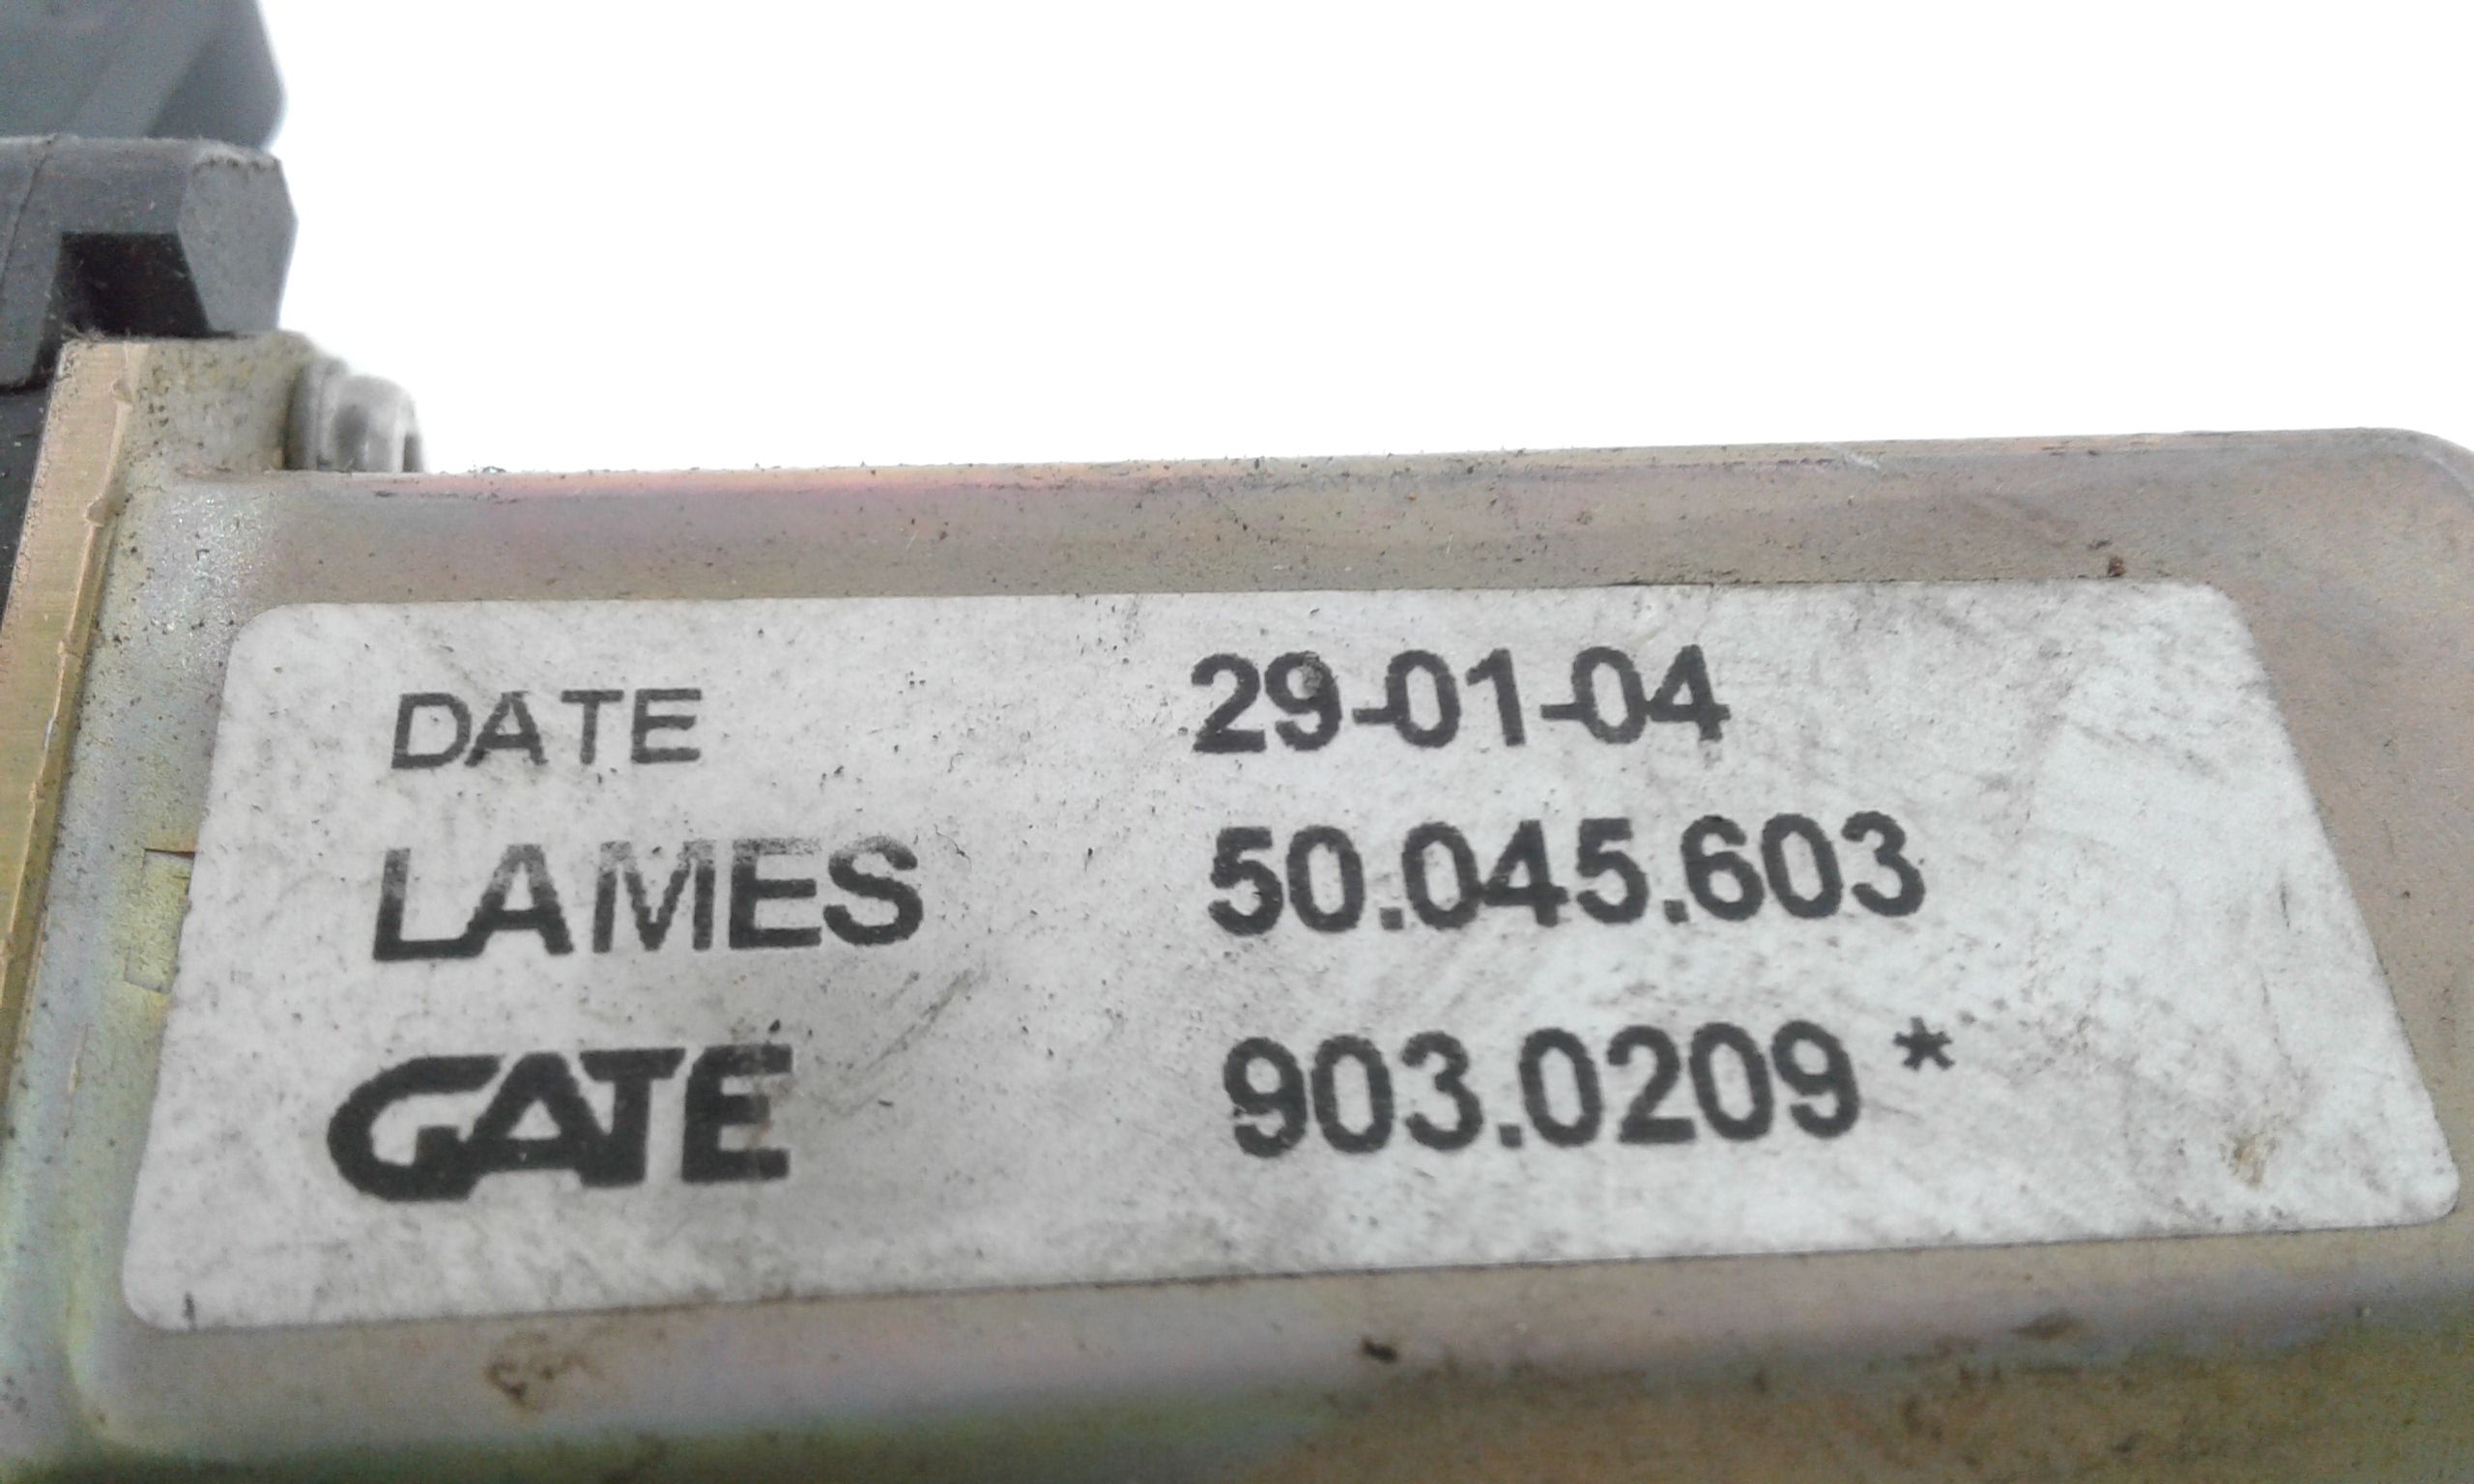 DATE 29-01-04
LAMES 50.045.603
GATE 903.0209 *